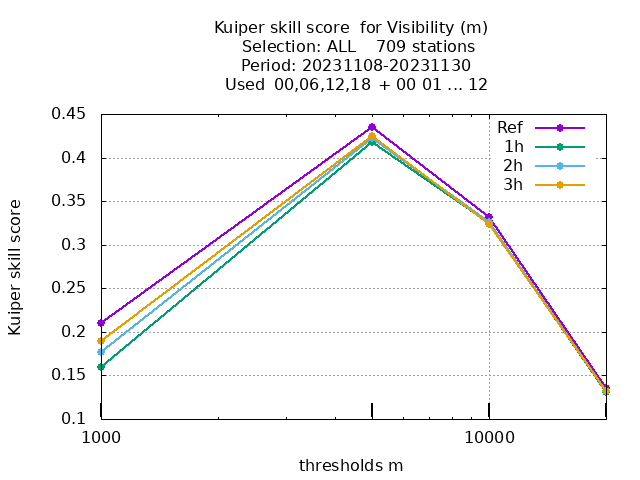 Kuiper skill score  for Visibility (m)
Selection: ALL    709 stations
Period: 20231108-20231130
Used  00,06,12,18  + 00 01 ... 12
Ref
1h
2h
3h
0.45
0.4
0.35
0.3
0.25
0.2
0.15
0.1
Kuiper skill score
1000
10000
thresholds m